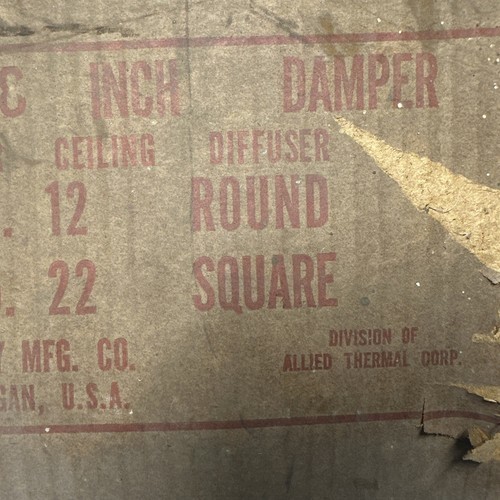 INCH DAMPER
CEILING DIFFUSER
. 12 ROUND
. 22 SQUARE
Y MFG. CO.
DIVISION OF
ALLIED THERMAL CORP.
GAN, U.S.A.